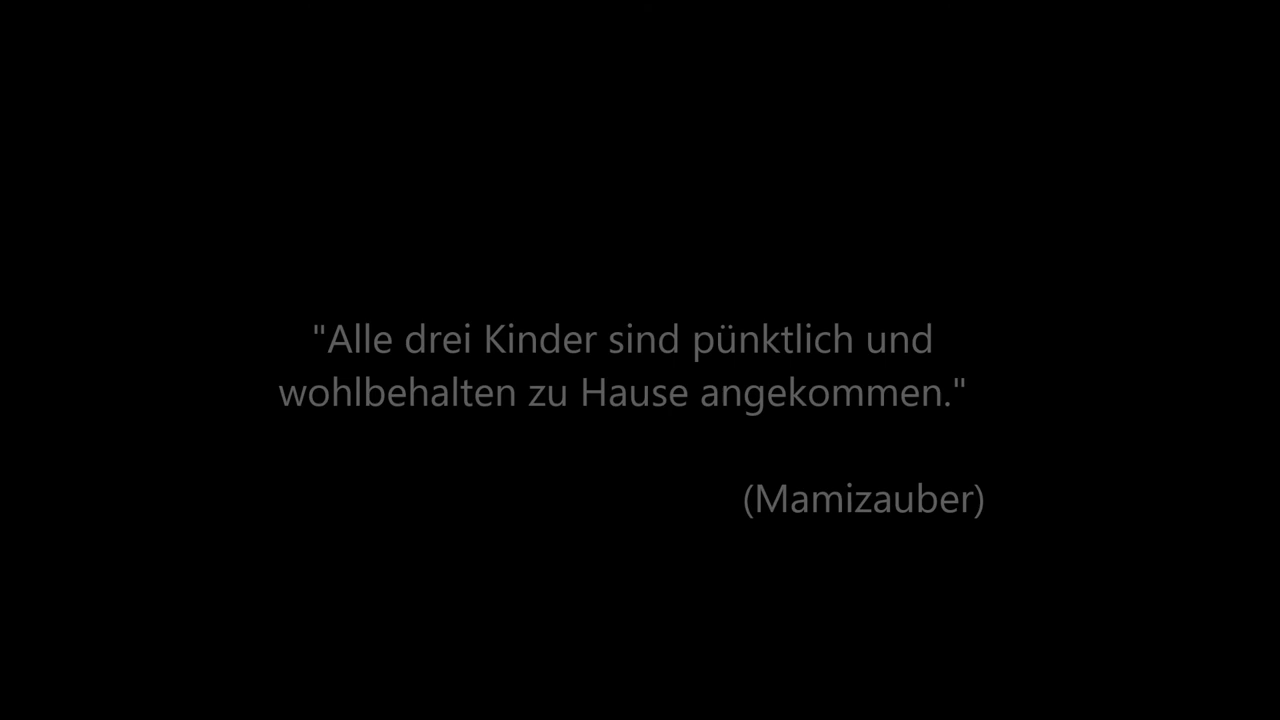 "Alle drei Kinder sind pünktlich und
wohlbehalten zu Hause angekommen."
(Mamizauber)